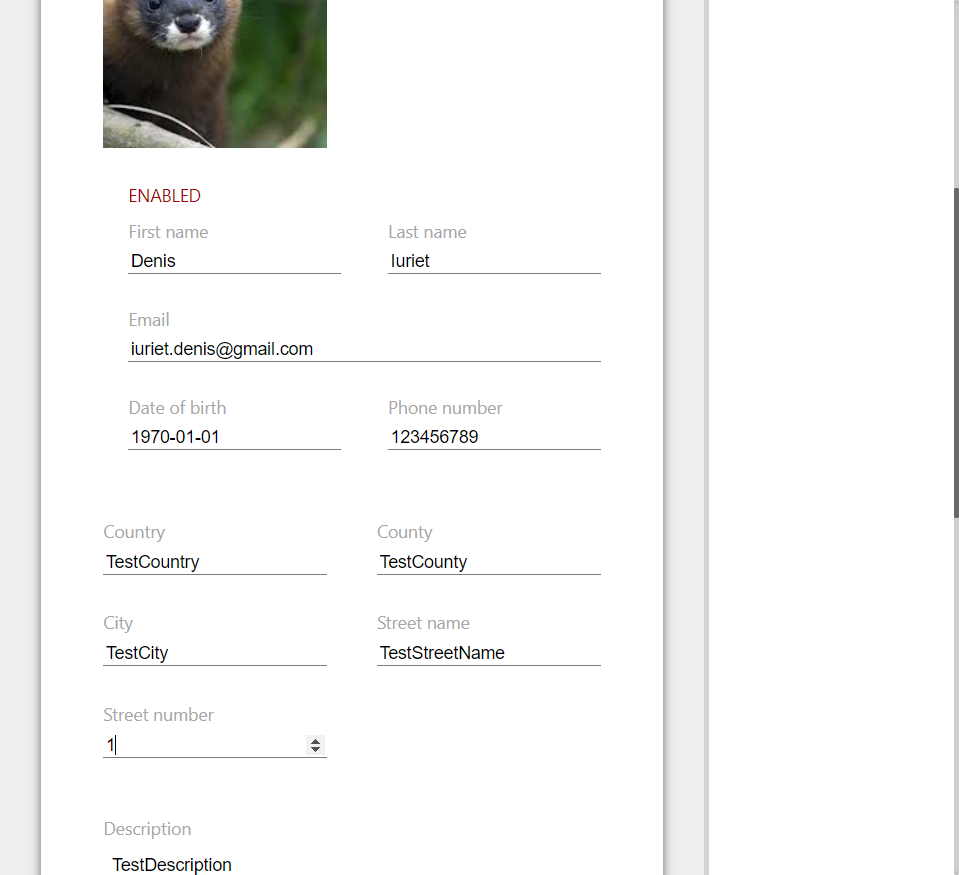 ENABLED
First name Last name
Denis Iuriet
Email
iuriet.denis@gmail.com
Date of birth Phone number
1970-01-01 123456789
Country County
TestCountry TestCounty
City Street name
TestCity TestStreetName
Street number
1
Description
TestDescription